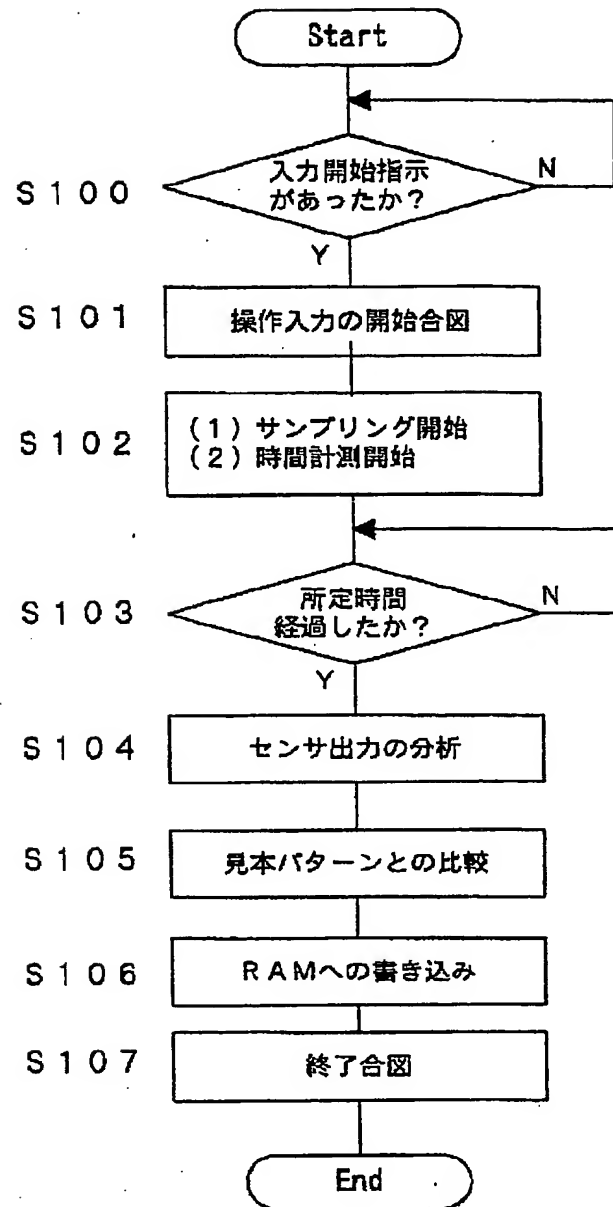 Start
入力開始指示
があったか？
N
S100
Y
S101
操作入力の開始合図
S102
（1）サンプリング開始
（2）時間計測開始
所定時間
経過したか？
N
S103
Y
S104
センサ出力の分析
S105
見本パターンとの比較
S106
RAMへの書き込み
S107
終了合図
End